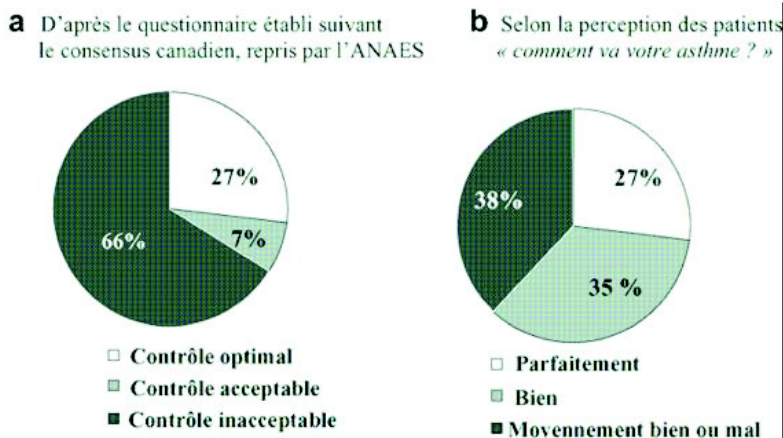 a D'après le questionnaire établi suivant
le consensus canadien, repris par l'ANAES
27%
7%
66%
Contrôle optimal
Contrôle acceptable
Contrôle inacceptable
b Selon la perception des patients
« comment va votre asthme ? »
27%
38%
35 %
Parfaitement
Bien
Movennement bien ou mal